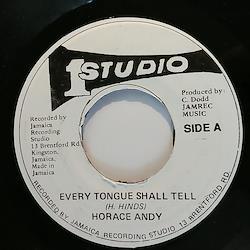 1 STUDIO
Recorded by
Jamaica
Recording
Studio
13 Brentford Rd
Kingston,
Jamaica
Made in
Jamaica
Produced by:
C. Dodd
JAMREC
MUSIC
SIDE A
EVERY TONGUE SHALL TELL
(H. HINDS)
HORACE ANDY
RECORDED BY JAMAICA RECORDING STUDIO 13 BRENTFORD RD